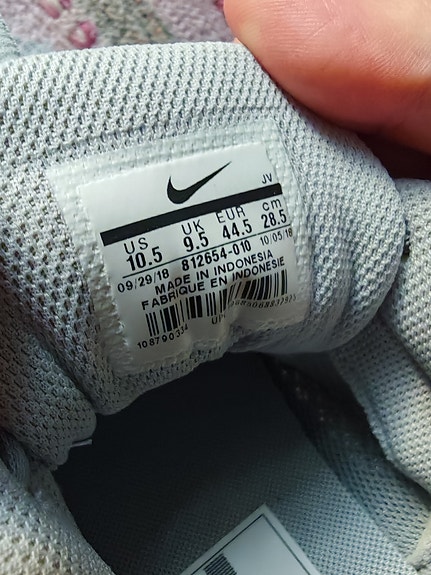 JV
US UK EUR cm
10.5 9.5 44.5 28.5
09/29/18 812654-010 10/05/18
MADE IN INDONESIA
FABRIQUE EN INDONESIE
108790334